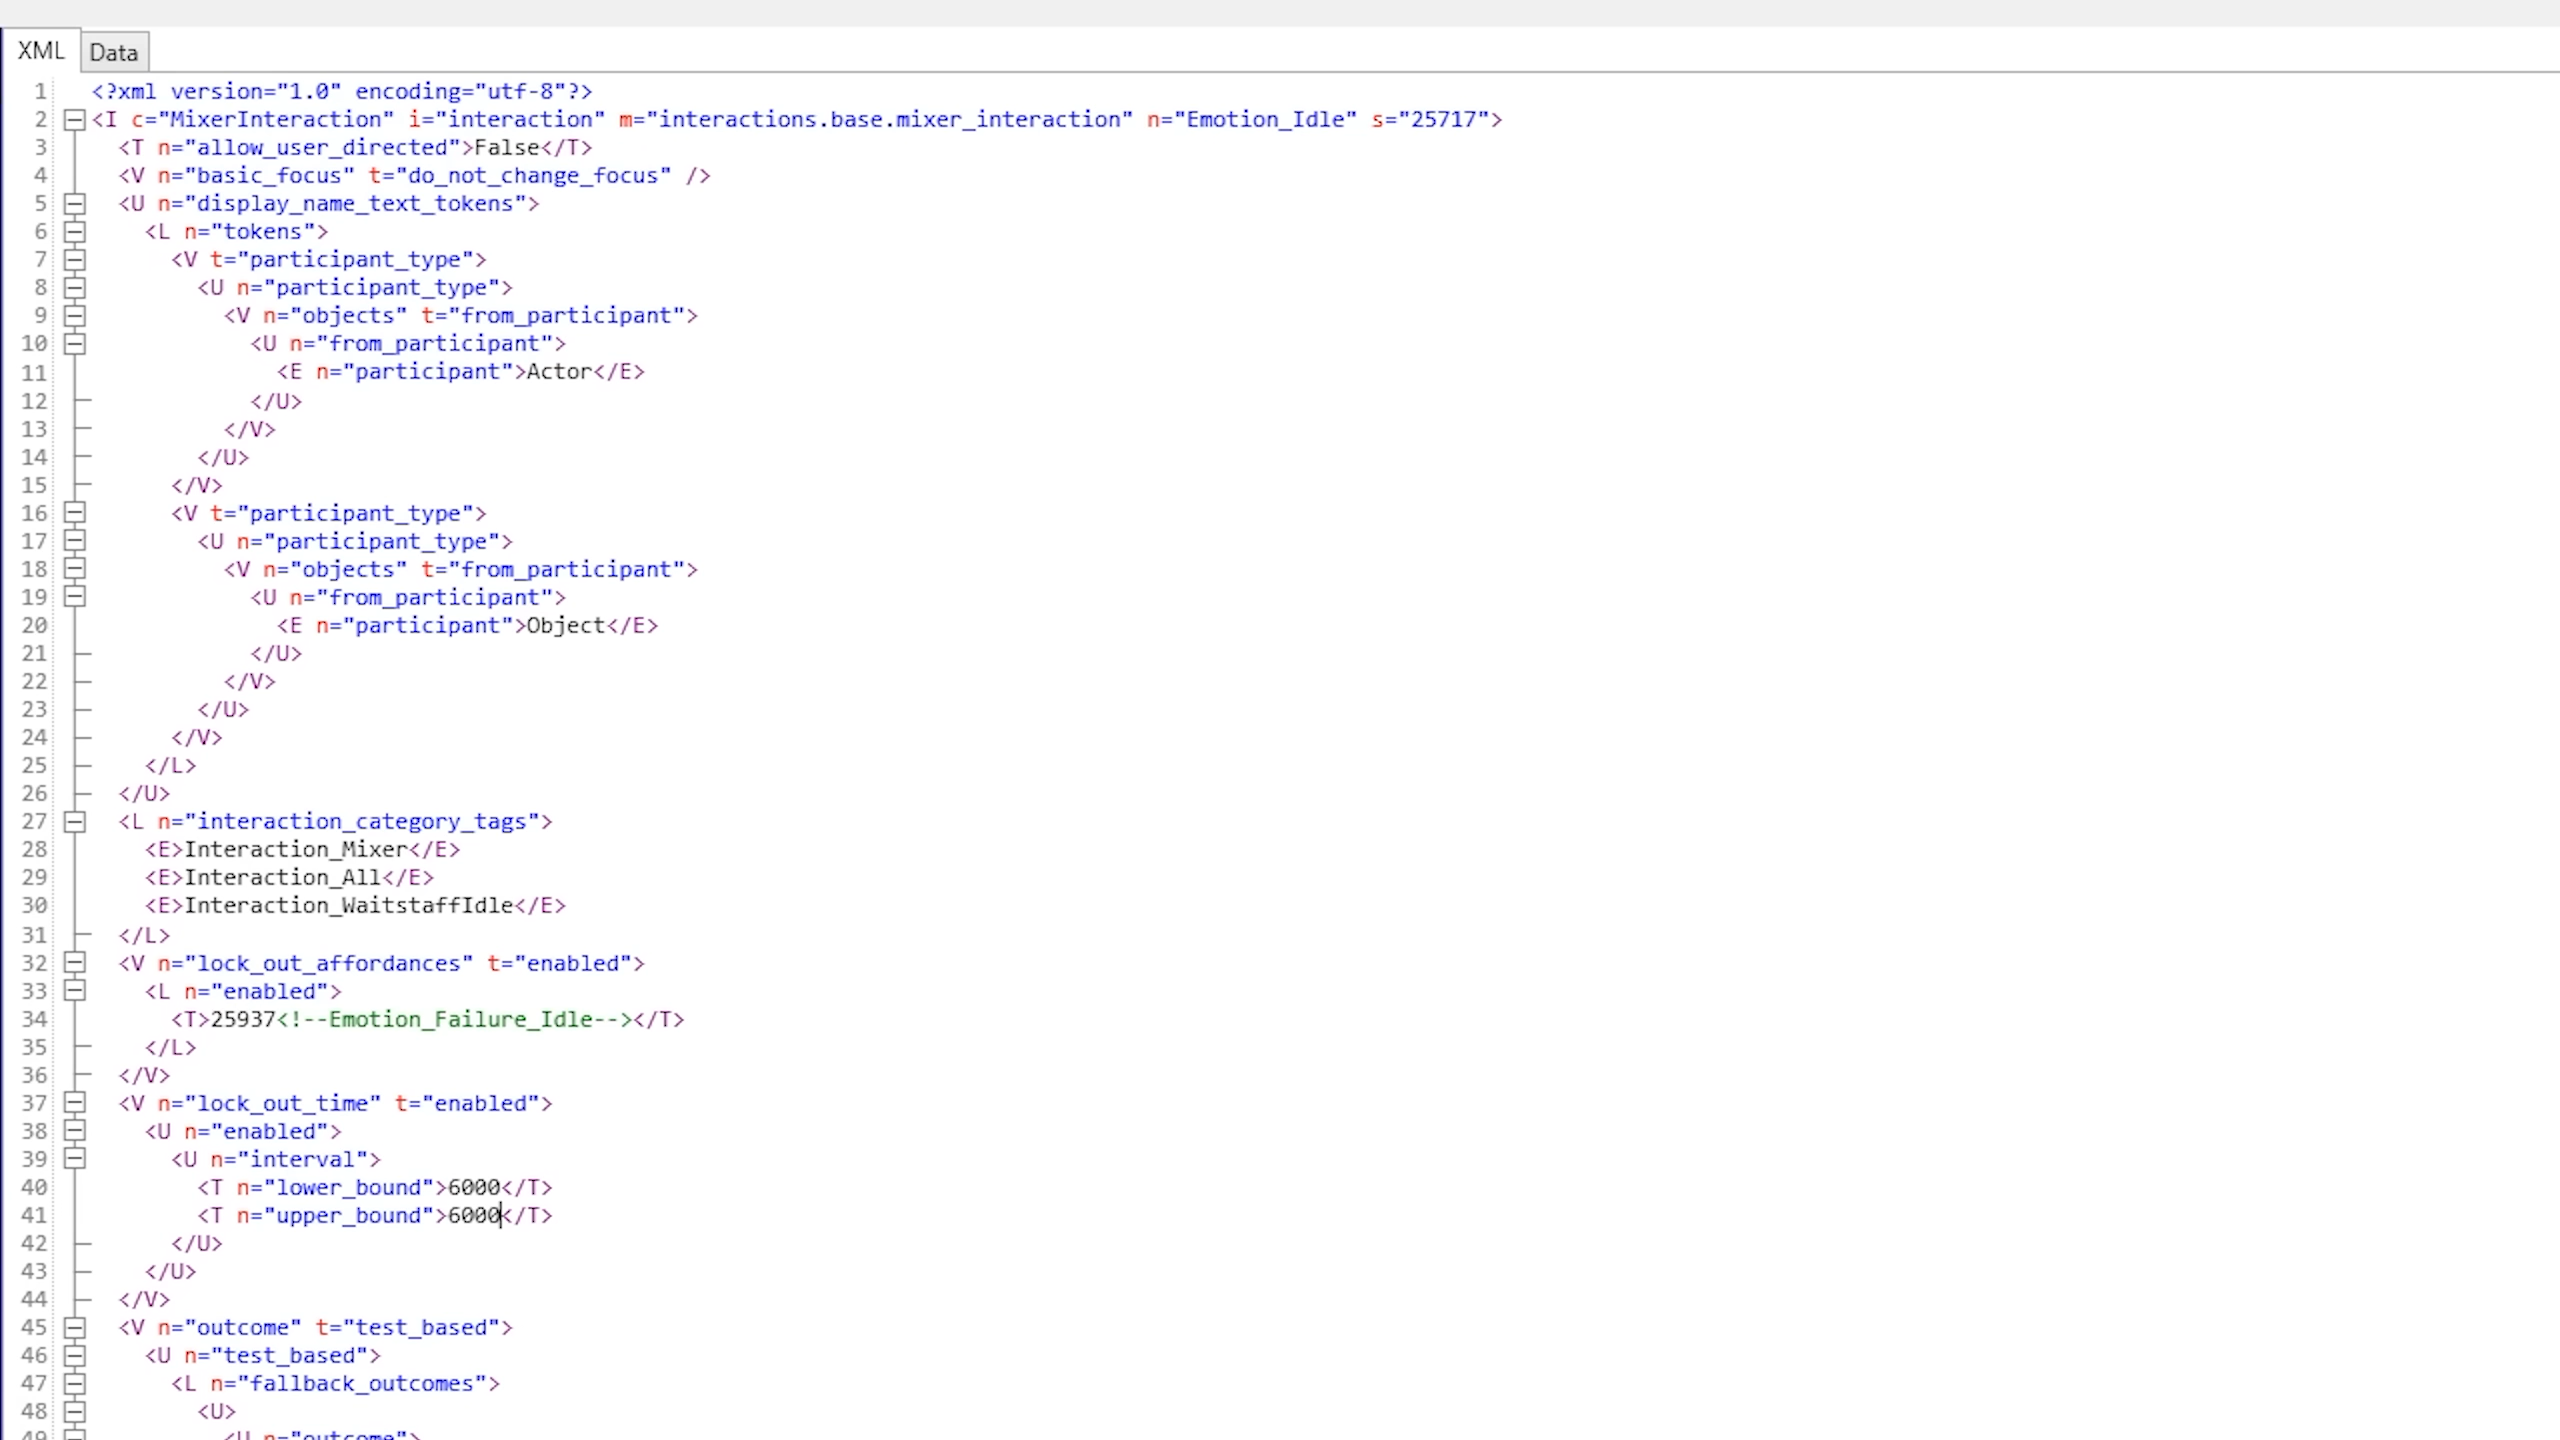 XML Data
1 <?xml version="1.0" encoding="utf-8"?>
2 <I c="MixerInteraction" i="interaction" m="interactions.base.mixer_interaction" n="Emotion_Idle" s="25717">
3 <T n="allow_user_directed">False</T>
4 <V n="basic_focus" t="do_not_change_focus" />
5 <U n="display_name_text_tokens">
6 <L n="tokens">
7 <V t="participant_type">
8 <U n="participant_type">
9 <V n="objects" t="from_participant">
10 <U n="from_participant">
11 <E n="participant">Actor</E>
12 </U>
13 </V>
14 </U>
15 </V>
16 <V t="participant_type">
17 <U n="participant_type">
18 <V n="objects" t="from_participant">
19 <U n="from_participant">
20 <E n="participant">Object</E>
21 </U>
22 </V>
23 </U>
24 </V>
25 </L>
26 </U>
27 <L n="interaction_category_tags">
28 <E>Interaction_Mixer</E>
29 <E>Interaction_All</E>
30 <E>Interaction_WaitstaffIdle</E>
31 </L>
32 <V n="lock_out_affordances" t="enabled">
33 <L n="enabled">
34 <T>25937<!--Emotion_Failure_Idle--></T>
35 </L>
36 </V>
37 <V n="lock_out_time" t="enabled">
38 <U n="enabled">
39 <U n="interval">
40 <T n="lower_bound">6000</T>
41 <T n="upper_bound">6000</T>
42 </U>
43 </U>
44 </V>
45 <V n="outcome" t="test_based">
46 <U n="test_based">
47 <L n="fallback_outcomes">
48 <U>
49 <U n="outcome">